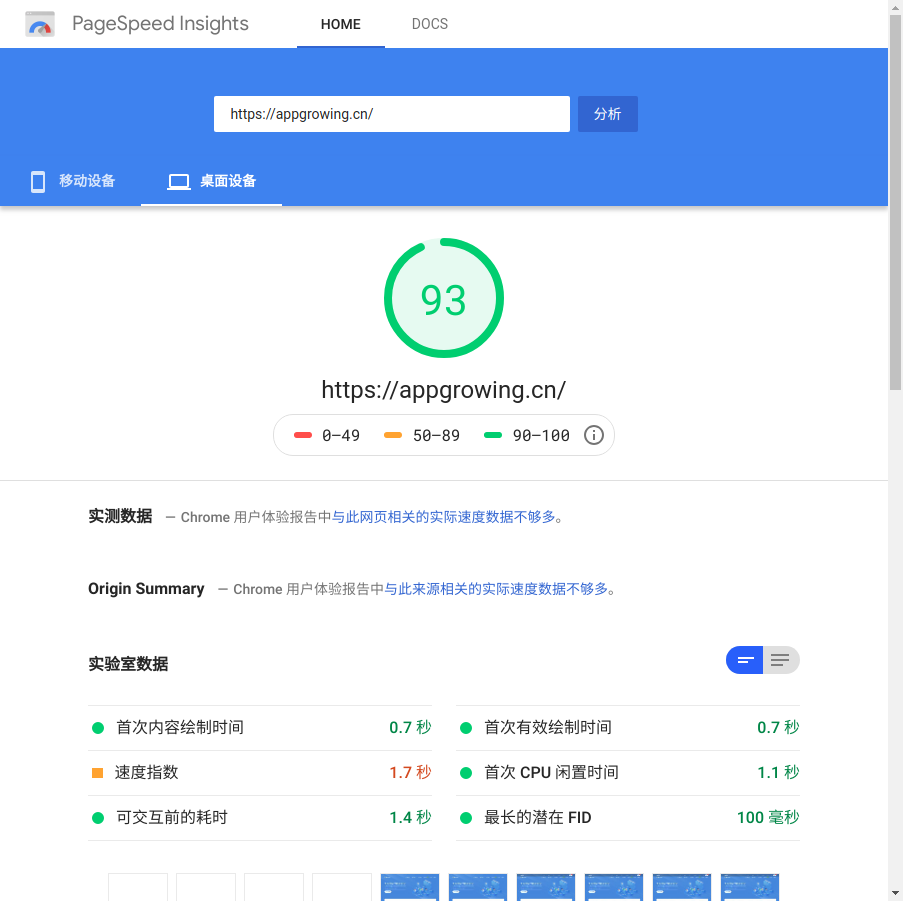 PageSpeed Insights HOME DOCS
https://appgrowing.cn/ 分析
移动设备 桌面设备
93
https://appgrowing.cn/
0–49 50–89 90–100
实测数据 — Chrome 用户体验报告中与此网页相关的实际速度数据不够多。
Origin Summary — Chrome 用户体验报告中与此来源相关的实际速度数据不够多。
实验室数据
首次内容绘制时间 0.7 秒 首次有效绘制时间 0.7 秒
速度指数 1.7 秒 首次 CPU 闲置时间 1.1 秒
可交互前的耗时 1.4 秒 最长的潜在 FID 100 毫秒